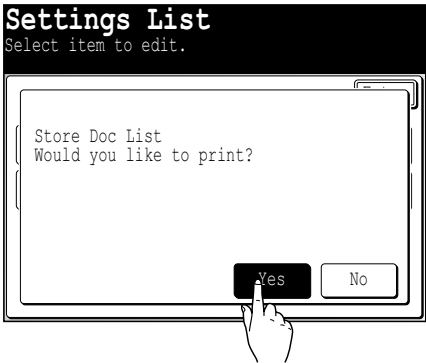 Settings List
Select item to edit.
Store Doc List
Would you like to print?
Yes
No